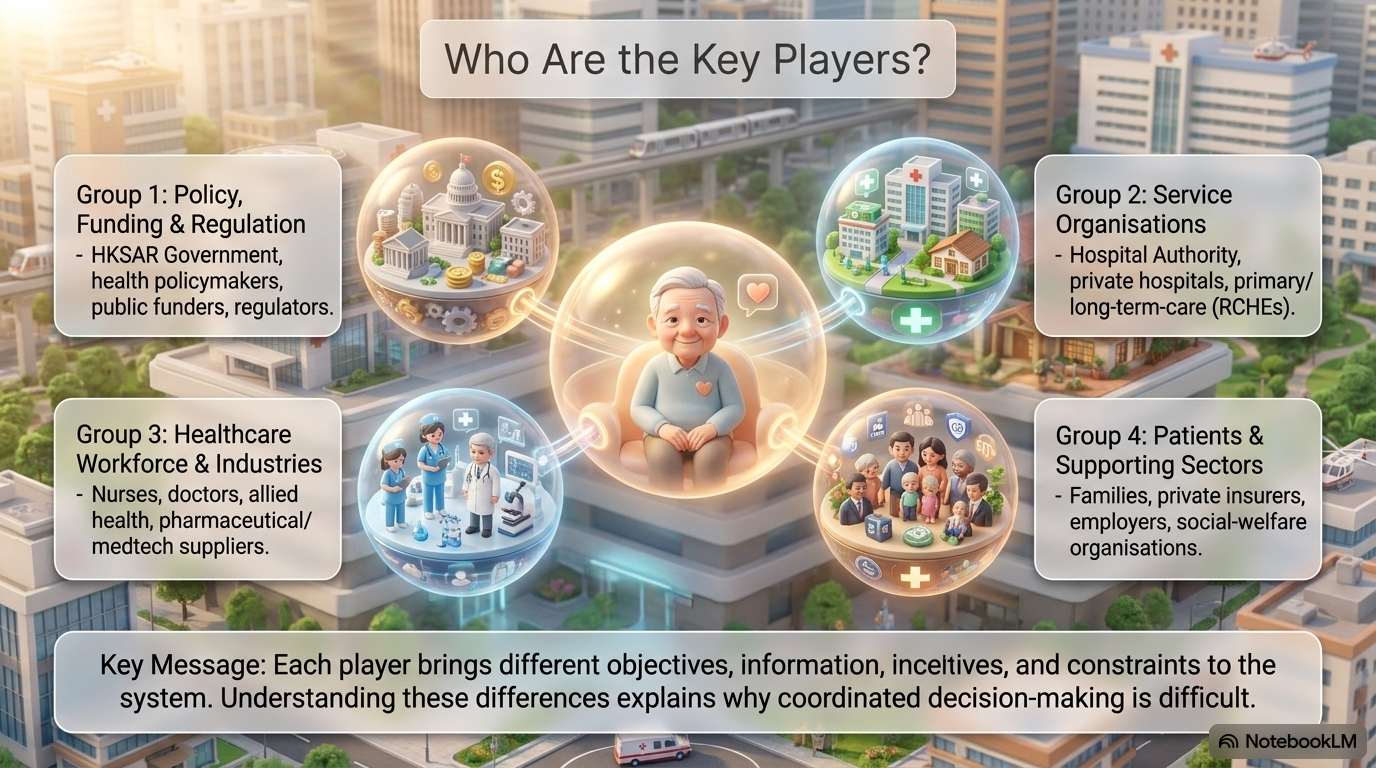 Who Are the Key Players?
Group 1: Policy,
Funding & Regulation
- HKSAR Government,
health policymakers,
public funders, regulators.
Group 2: Service
Organisations
- Hospital Authority,
private hospitals, primary/
long-term-care (RCHEs).
Group 3: Healthcare
Workforce & Industries
- Nurses, doctors, allied
health, pharmaceutical/
medtech suppliers.
Group 4: Patients &
Supporting Sectors
- Families, private insurers,
employers, social-welfare
organisations.
Key Message: Each player brings different objectives, information, inceltives, and constraints to the
system. Understanding these differences explains why coordinated decision-making is difficult.
NotebookLM